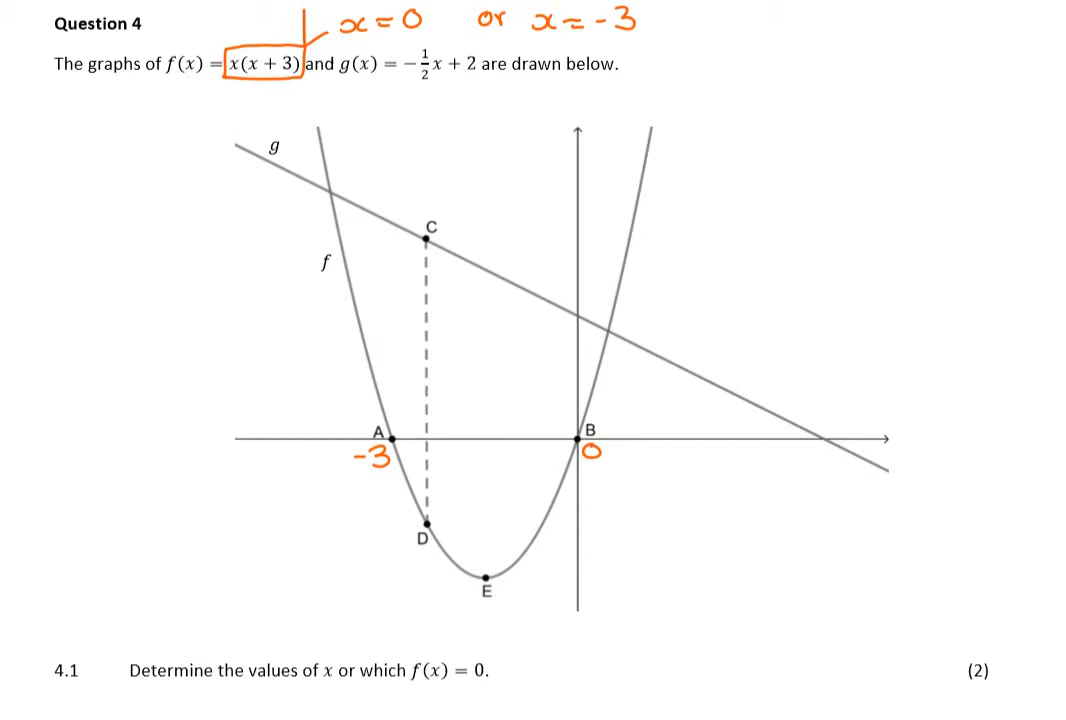 Question 4
x = 0 or x = -3
The graphs of f(x) = x(x + 3) and g(x) = −1/2x + 2 are drawn below.
g
C
f
A
B
-3
0
D
E
4.1 Determine the values of x or which f(x) = 0. (2)